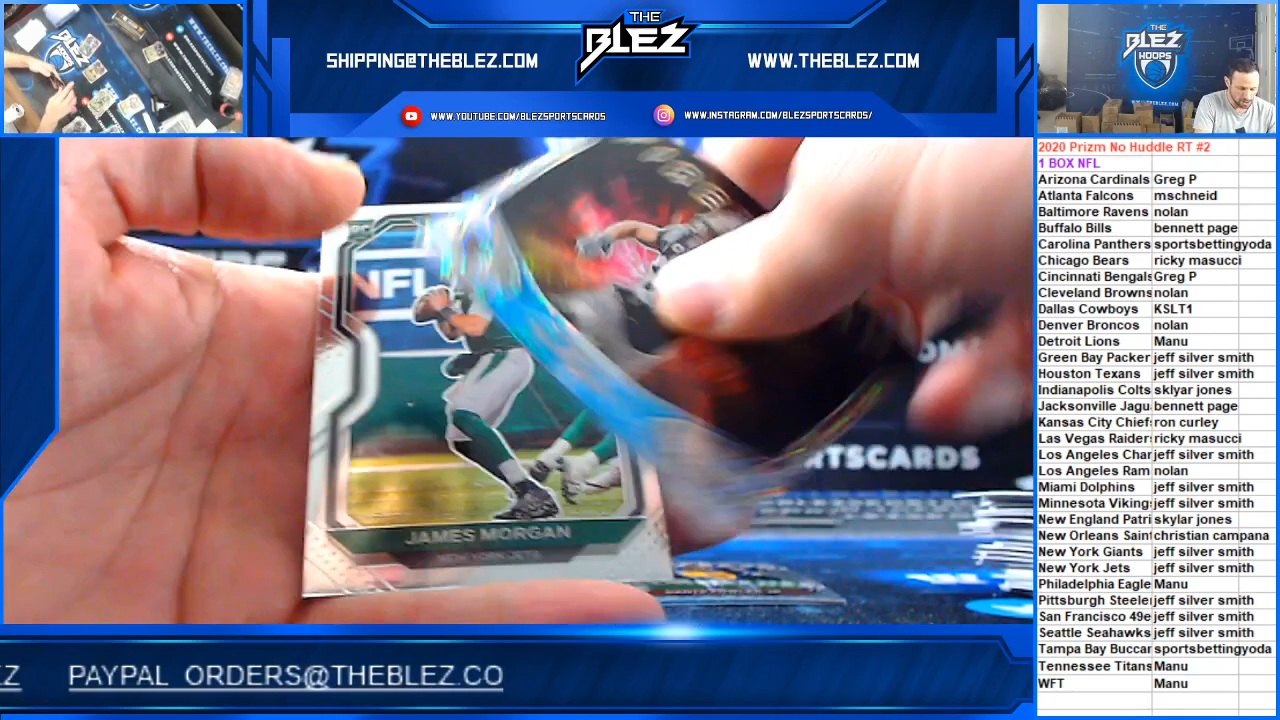 THE
BLEZ
SHIPPING@THEBLEZ.COM
WWW.THEBLEZ.COM
WWW.YOUTUBE.COM/BLEZSPORTSCARDS
WWW.INSTAGRAM.COM/BLEZSPORTSCARDS/
THE
BLEZ
HOOPS
2020 Prizm No Huddle RT #2
1 BOX NFL
Arizona Cardinals Greg P
Atlanta Falcons mschneid
Baltimore Ravens nolan
Buffalo Bills bennett page
Carolina Panthers sportsbettingyoda
Chicago Bears ricky masucci
Cincinnati Bengals Greg P
Cleveland Browns nolan
Dallas Cowboys KSLT1
Denver Broncos nolan
Detroit Lions Manu
Green Bay Packer jeff silver smith
Houston Texans jeff silver smith
Indianapolis Colts sklyar jones
Jacksonville Jagu bennett page
Kansas City Chief ron curley
Las Vegas Raider ricky masucci
Los Angeles Char jeff silver smith
Los Angeles Ram nolan
Miami Dolphins jeff silver smith
Minnesota Viking jeff silver smith
New England Patri skylar jones
New Orleans Saint christian campana
New York Giants jeff silver smith
New York Jets jeff silver smith
Philadelphia Eagle Manu
Pittsburgh Steele jeff silver smith
San Francisco 49e jeff silver smith
Seattle Seahawks jeff silver smith
Tampa Bay Buccan sportsbettingyoda
Tennessee Titans Manu
WFT Manu
NFL
JAMES MORGAN
NEW YORK JETS
RTSCARDS
EZ PAYPAL ORDERS@THEBLEZ.CO